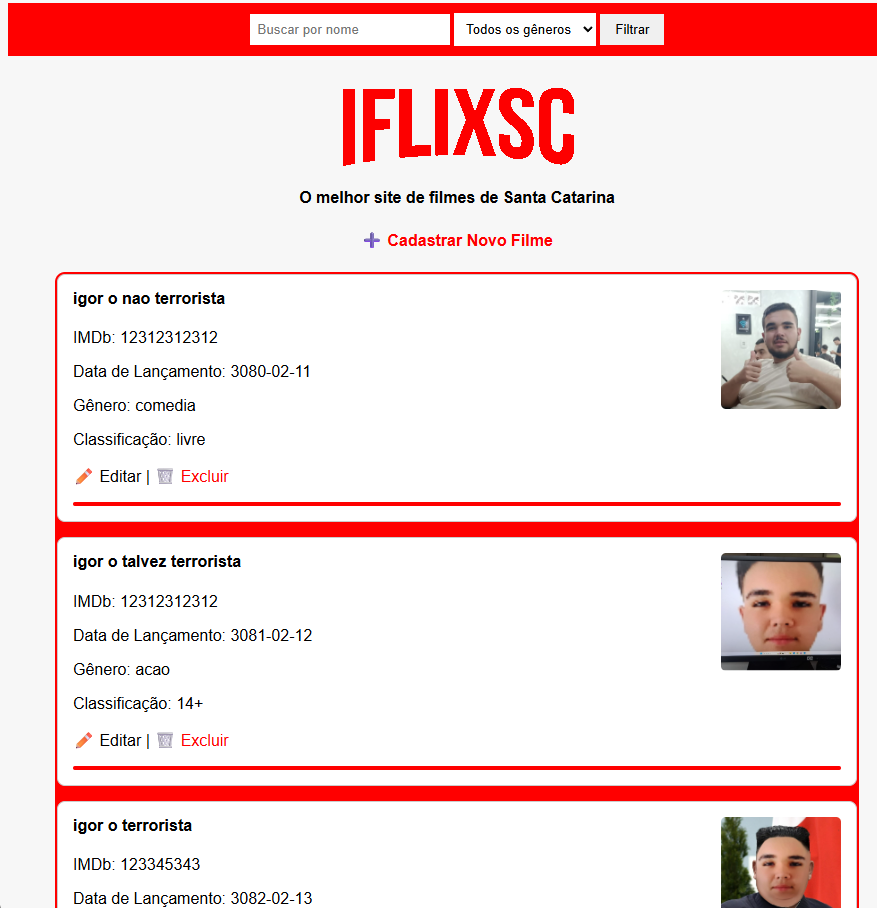 Buscar por nome Todos os gêneros Filtrar
IFLIXSC
O melhor site de filmes de Santa Catarina
➕ Cadastrar Novo Filme
igor o nao terrorista
IMDb: 12312312312
Data de Lançamento: 3080-02-11
Gênero: comedia
Classificação: livre
Editar | Excluir
igor o talvez terrorista
IMDb: 12312312312
Data de Lançamento: 3081-02-12
Gênero: acao
Classificação: 14+
Editar | Excluir
igor o terrorista
IMDb: 123345343
Data de Lançamento: 3082-02-13